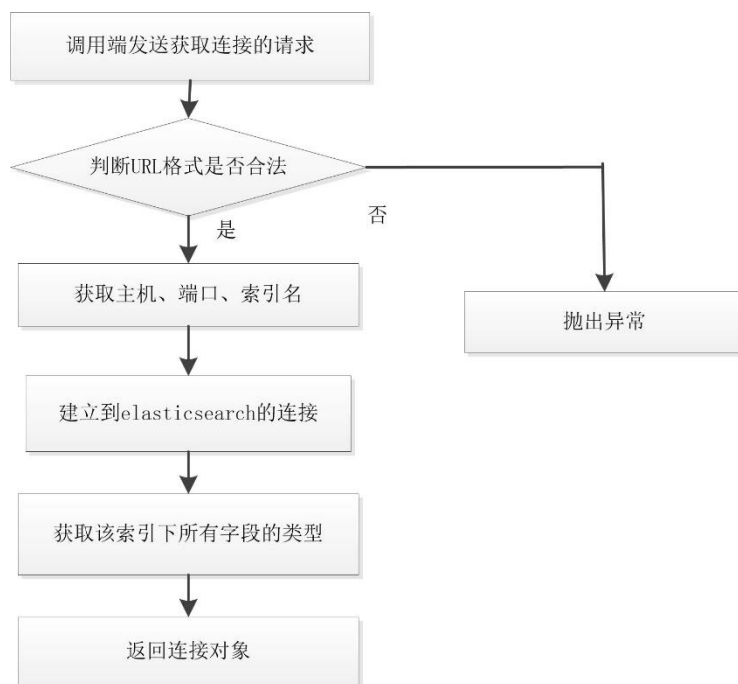 调用端发送获取连接的请求
判断URL格式是否合法
是
否
获取主机、端口、索引名
抛出异常
建立到elasticsearch的连接
获取该索引下所有字段的类型
返回连接对象